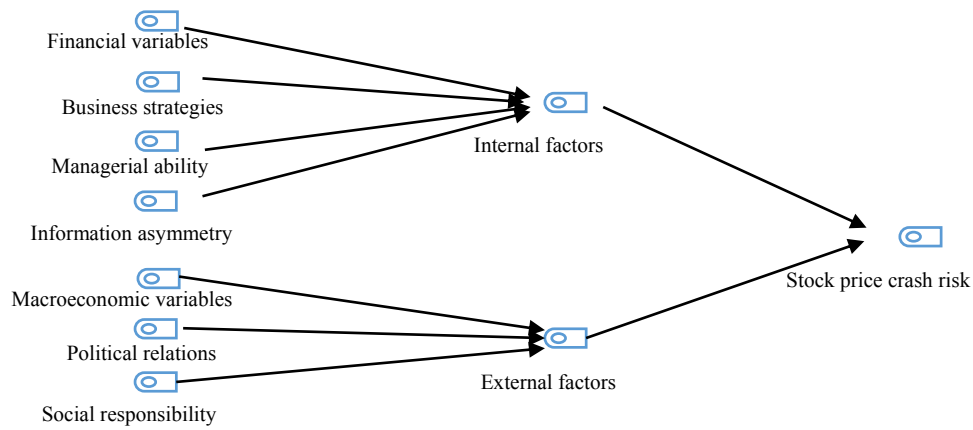 Financial variables
Business strategies
Managerial ability
Information asymmetry
Macroeconomic variables
Political relations
Social responsibility
Internal factors
External factors
Stock price crash risk